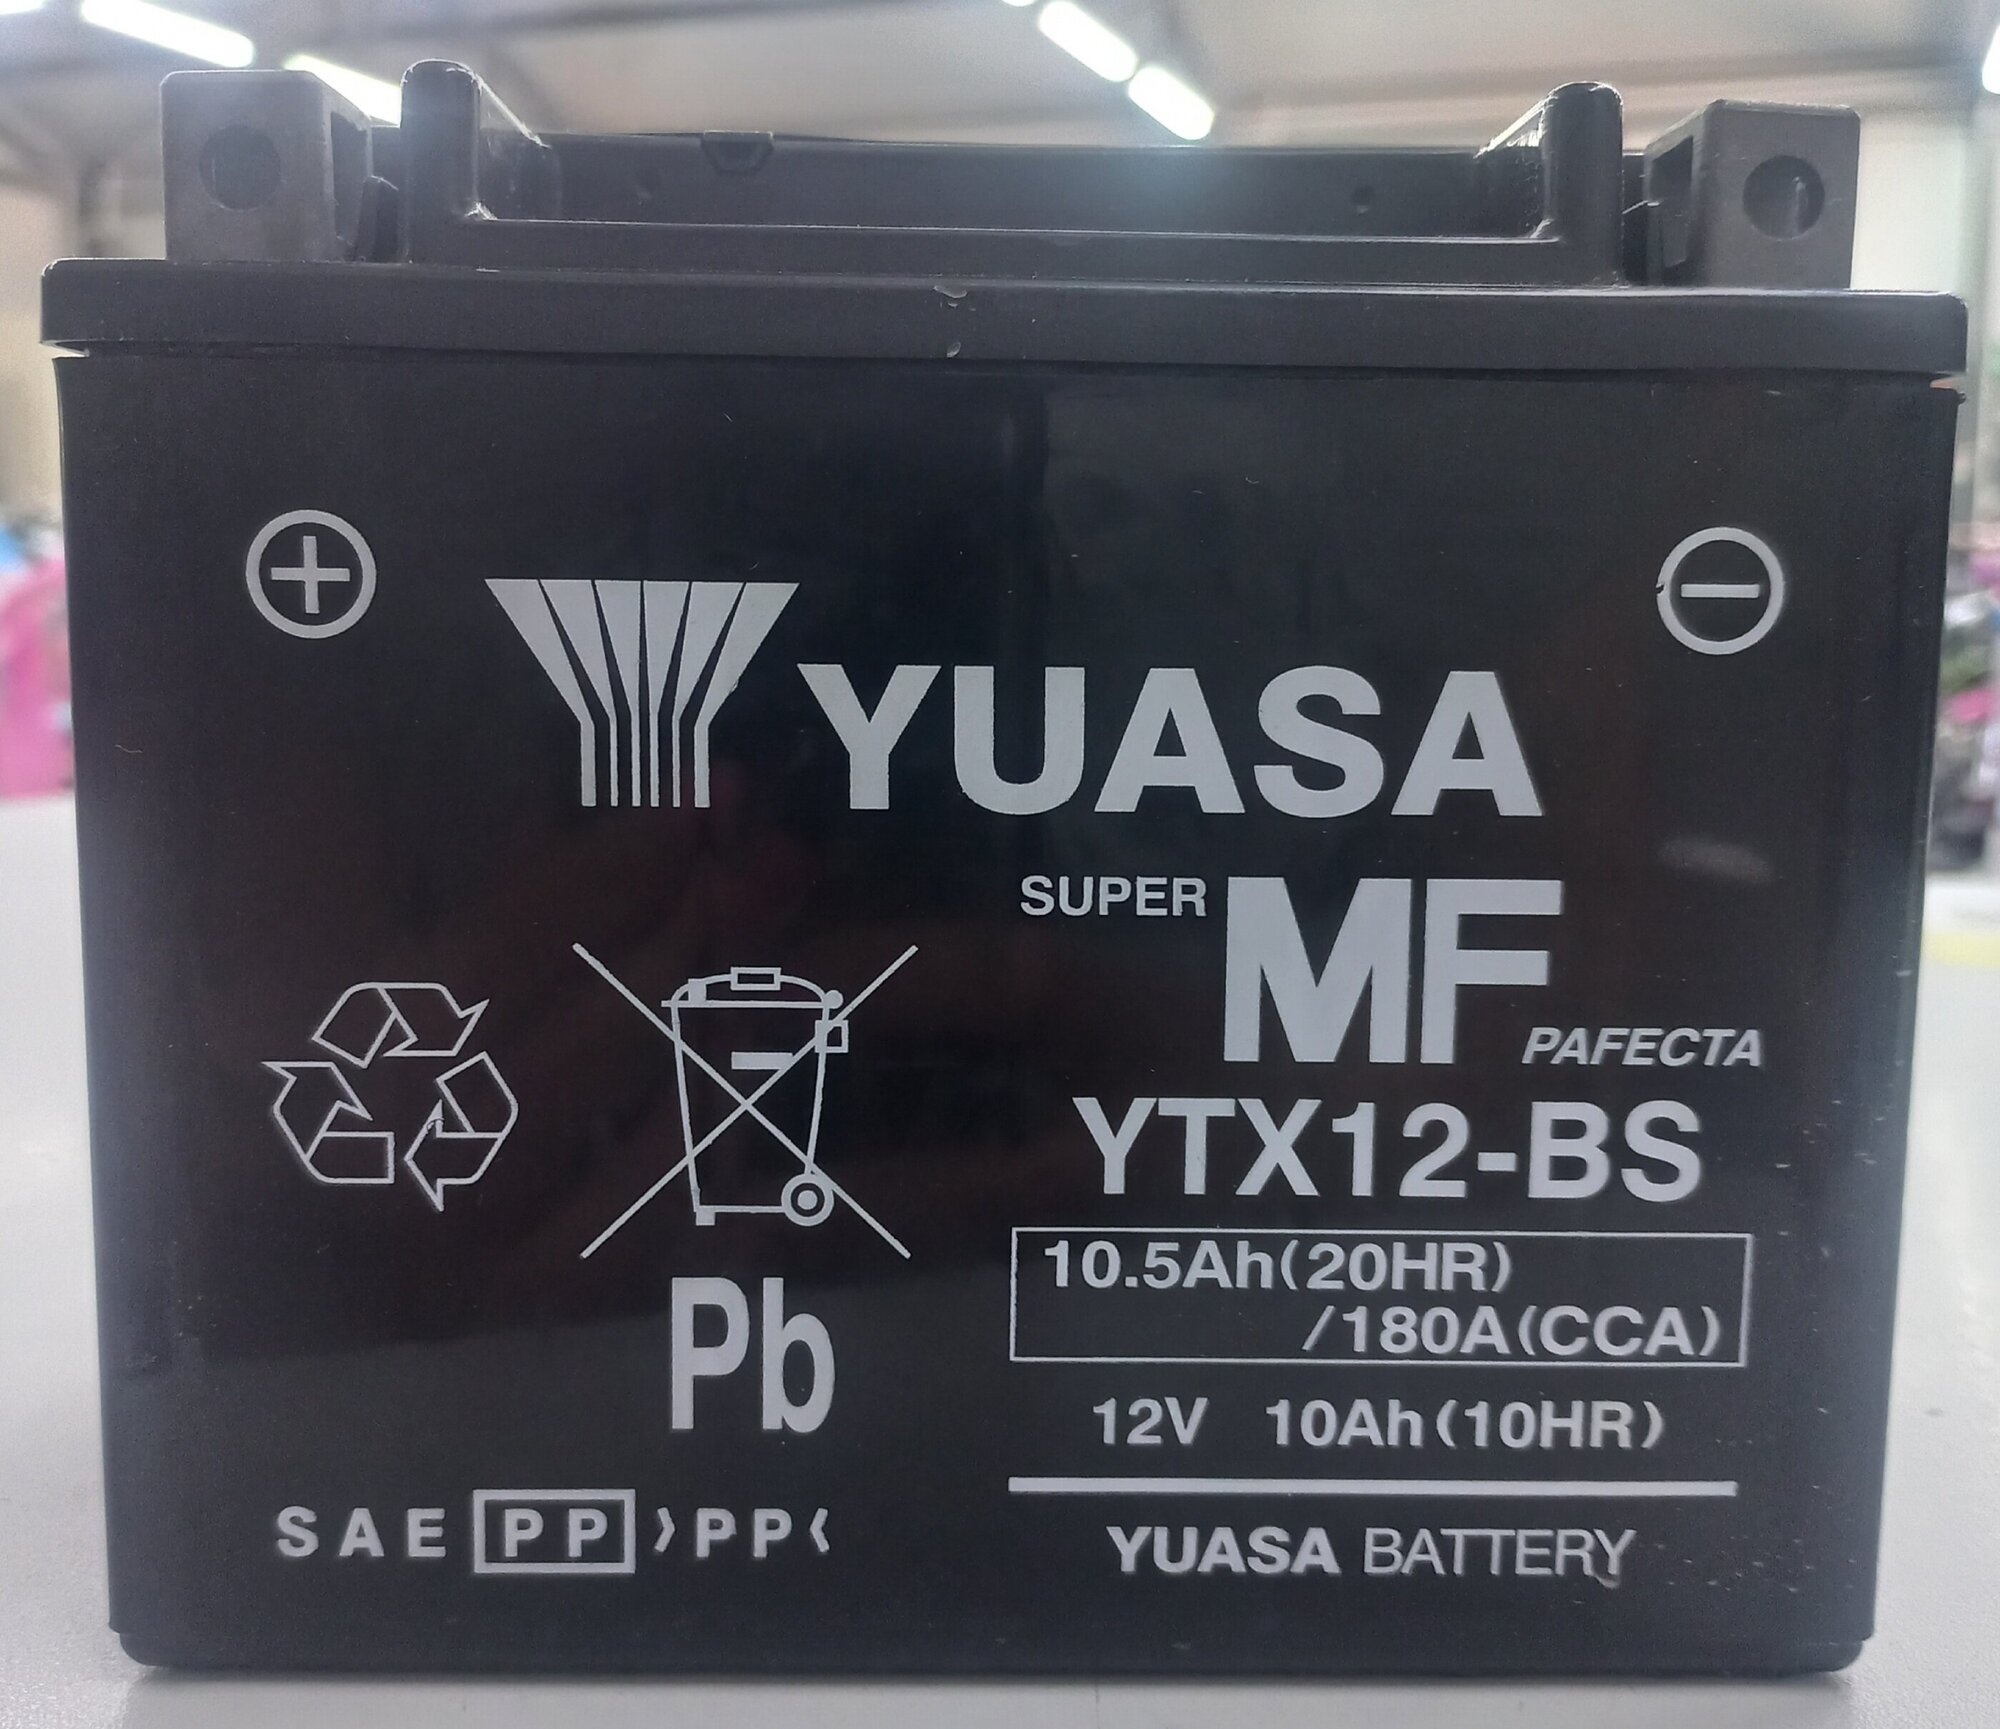 YUASA
SUPER MF PAFECTA
YTX12-BS
10.5Ah(20HR)
/180A(CCA)
12V 10Ah(10HR)
Pb
SAE PP >PP<
YUASA BATTERY